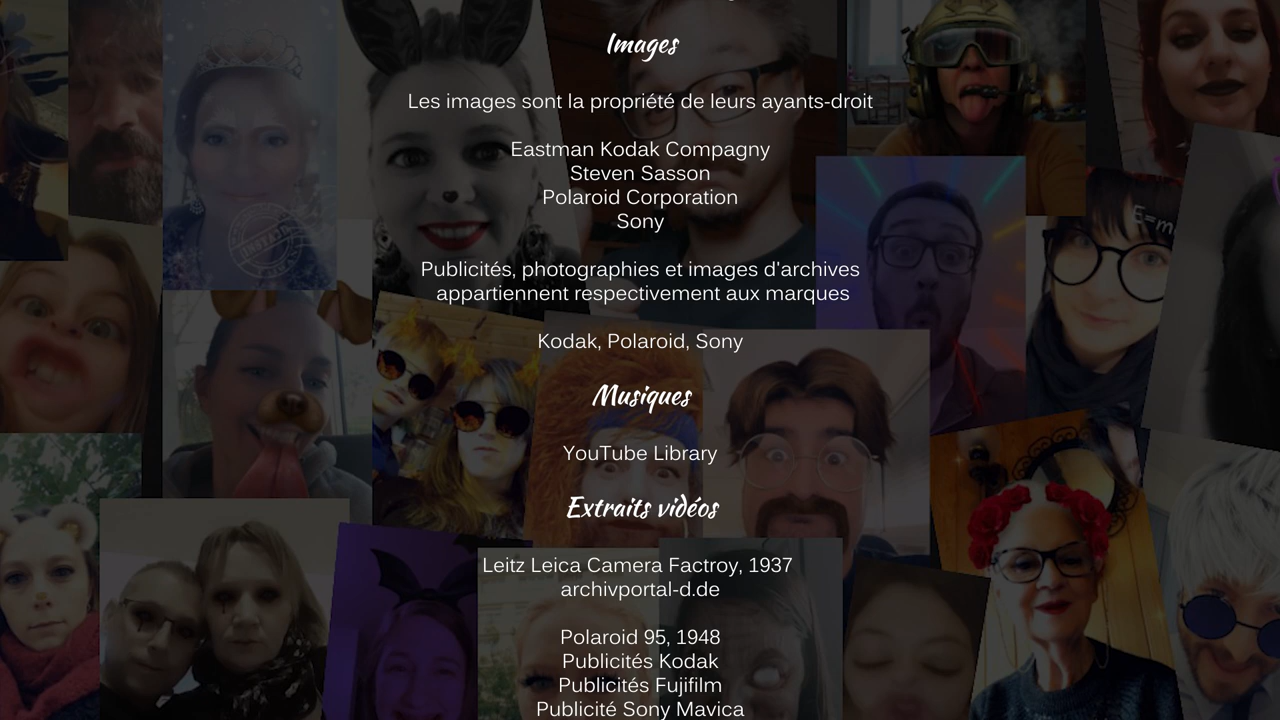 Images
Les images sont la propriété de leurs ayants-droit
Eastman Kodak Compagny
Steven Sasson
Polaroid Corporation
Sony
Publicités, photographies et images d'archives
appartiennent respectivement aux marques
Kodak, Polaroid, Sony
Musiques
YouTube Library
Extraits vidéos
Leitz Leica Camera Factroy, 1937
archivportal-d.de
Polaroid 95, 1948
Publicités Kodak
Publicités Fujifilm
Publicité Sony Mavica